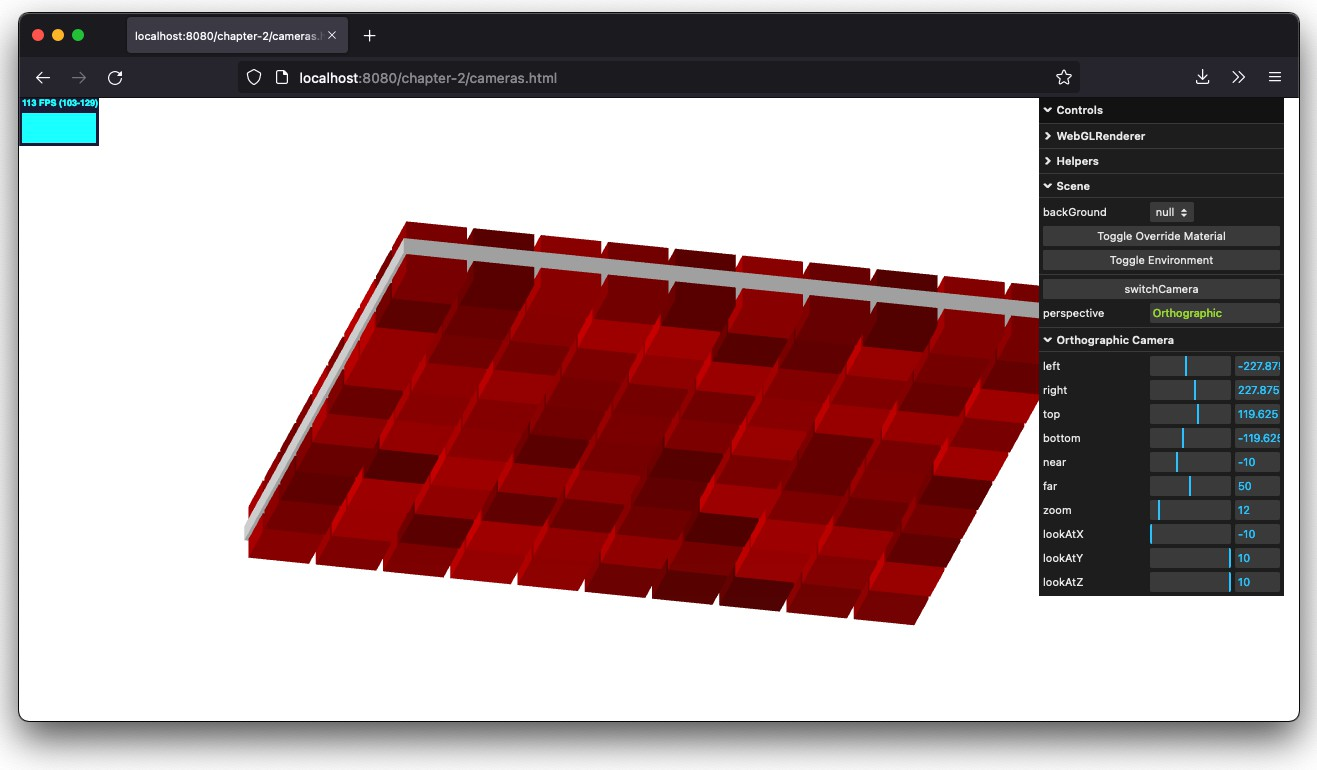 localhost:8080/chapter-2/cameras.
localhost:8080/chapter-2/cameras.html
113 FPS (103-129)
Controls
WebGLRenderer
Helpers
Scene
backGround null
Toggle Override Material
Toggle Environment
switchCamera
perspective Orthographic
Orthographic Camera
left -227.875
right 227.875
top 119.625
bottom -119.625
near -10
far 50
zoom 12
lookAtX -10
lookAtY 10
lookAtZ 10